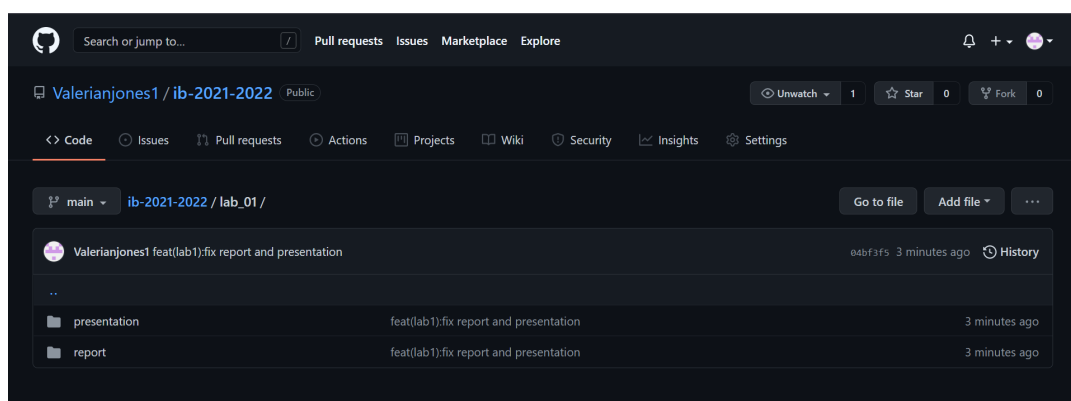 Search or jump to... / Pull requests Issues Marketplace Explore
Valerianjones1 / ib-2021-2022 Public Unwatch 1 Star 0 Fork 0
<> Code Issues Pull requests Actions Projects Wiki Security Insights Settings
main ib-2021-2022 / lab_01 / Go to file Add file ...
Valerianjones1 feat(lab1):fix report and presentation 04bf3f5 3 minutes ago History
..
presentation feat(lab1):fix report and presentation 3 minutes ago
report feat(lab1):fix report and presentation 3 minutes ago